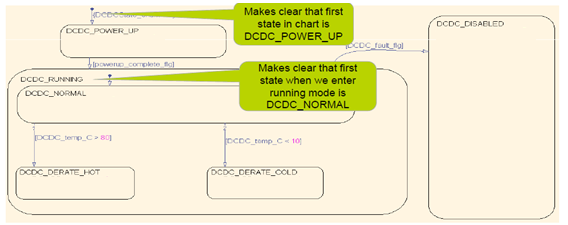 Makes clear that first
state in chart is
DCDC_POWER_UP
DCDC_POWER_UP
DCDC_DISABLED
[DCDC_fault_flg]
[powerup_complete_flg]
Makes clear that first
state when we enter
running mode is
DCDC_NORMAL
DCDC_RUNNING
DCDC_NORMAL
[DCDC_temp_C > 80]
[DCDC_temp_C < 10]
DCDC_DERATE_HOT
DCDC_DERATE_COLD